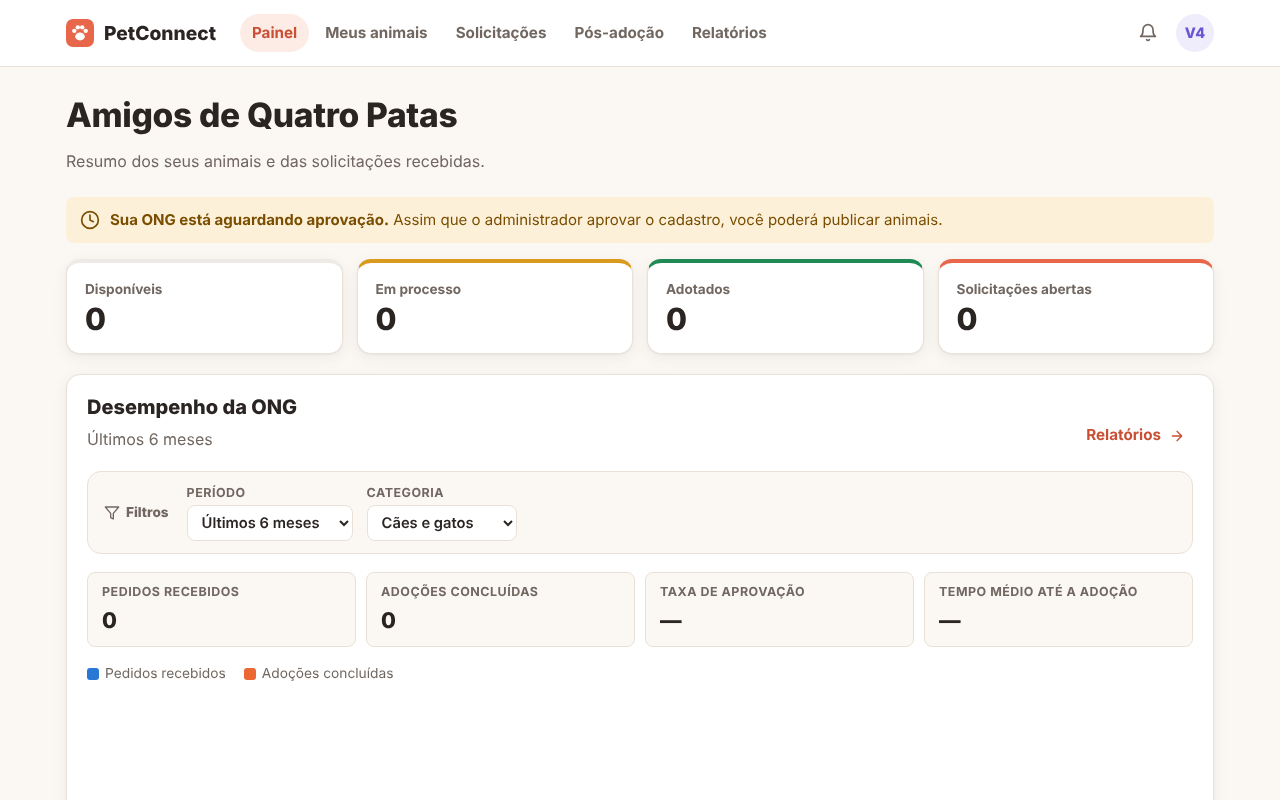 PetConnect
Painel
Meus animais
Solicitações
Pós-adoção
Relatórios
V4
Amigos de Quatro Patas
Resumo dos seus animais e das solicitações recebidas.
Sua ONG está aguardando aprovação. Assim que o administrador aprovar o cadastro, você poderá publicar animais.
Disponíveis
0
Em processo
0
Adotados
0
Solicitações abertas
0
Desempenho da ONG
Últimos 6 meses
Relatórios →
Filtros
PERÍODO
Últimos 6 meses
CATEGORIA
Cães e gatos
PEDIDOS RECEBIDOS
0
ADOÇÕES CONCLUÍDAS
0
TAXA DE APROVAÇÃO
—
TEMPO MÉDIO ATÉ A ADOÇÃO
—
Pedidos recebidos
Adoções concluídas